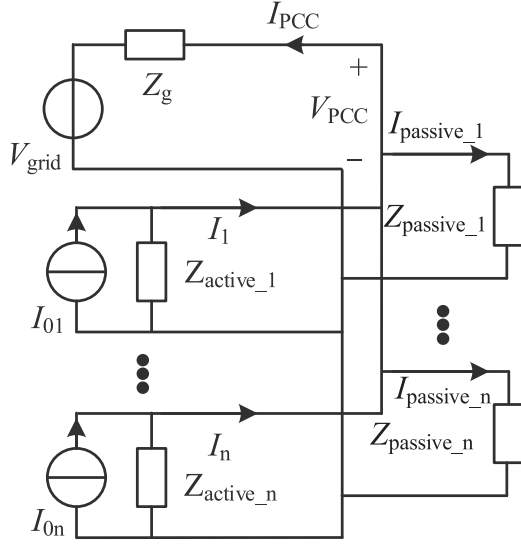 I_PCC
Z_g
+
V_PCC
V_grid
−
I_passive_1
Z_passive_1
I_1
Z_active_1
I_01
I_passive_n
Z_passive_n
I_n
Z_active_n
I_0n